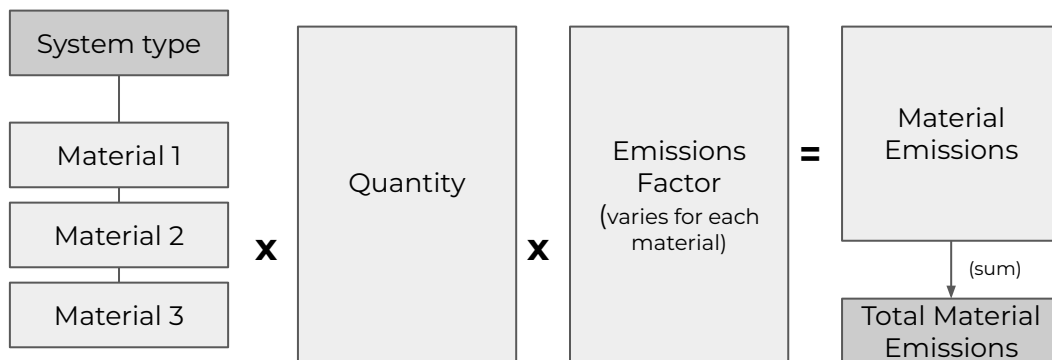 System type
Material 1
Material 2
Material 3
x
Quantity
x
Emissions
Factor
(varies for each
material)
=
Material
Emissions
(sum)
Total Material
Emissions